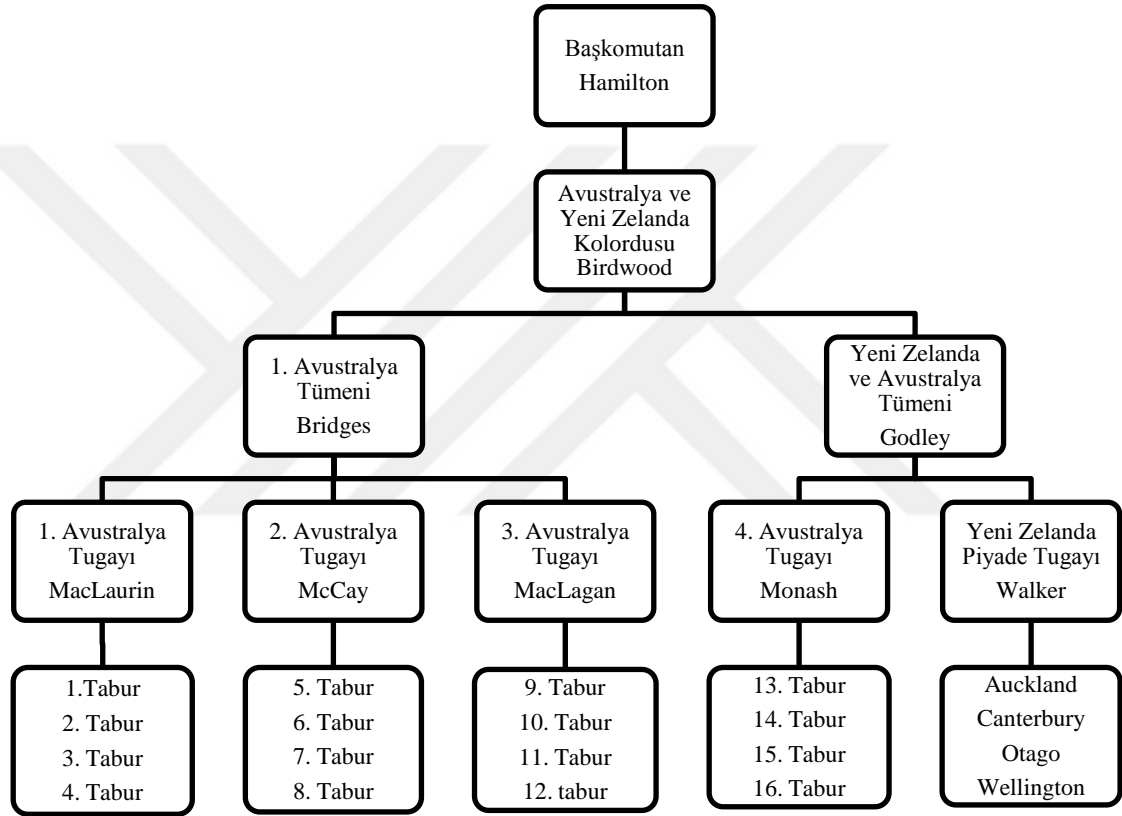 Başkomutan
Hamilton
Avustralya ve
Yeni Zelanda
Kolordusu
Birdwood
1. Avustralya
Tümeni
Bridges
Yeni Zelanda
ve Avustralya
Tümeni
Godley
1. Avustralya
Tugayı
MacLaurin
2. Avustralya
Tugayı
McCay
3. Avustralya
Tugayı
MacLagan
4. Avustralya
Tugayı
Monash
Yeni Zelanda
Piyade Tugayı
Walker
1.Tabur
2. Tabur
3. Tabur
4. Tabur
5. Tabur
6. Tabur
7. Tabur
8. Tabur
9. Tabur
10. Tabur
11. Tabur
12. tabur
13. Tabur
14. Tabur
15. Tabur
16. Tabur
Auckland
Canterbury
Otago
Wellington